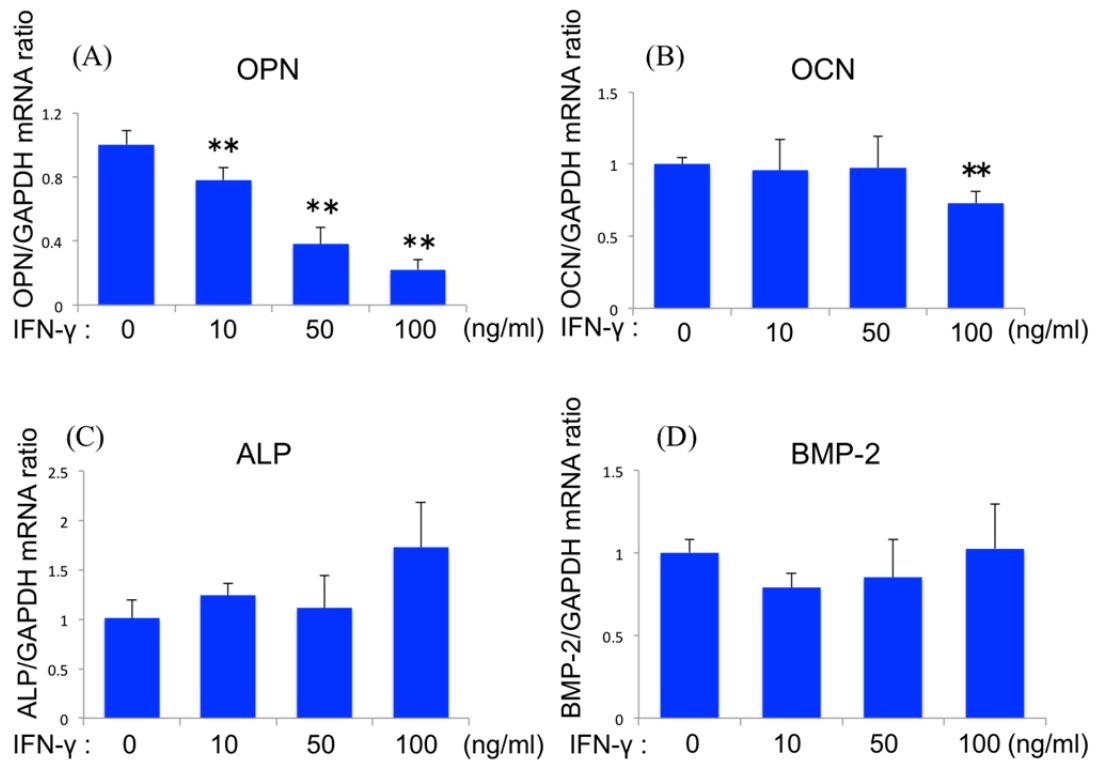 (A)
OPN
OPN/GAPDH mRNA ratio
1.2
0.8
0.4
0
**
**
**
IFN-γ : 0 10 50 100 (ng/ml)
(B)
OCN
OCN/GAPDH mRNA ratio
1.5
1
0.5
0
**
IFN-γ : 0 10 50 100 (ng/ml)
(C)
ALP
ALP/GAPDH mRNA ratio
2.5
2
1.5
1
0.5
0
IFN-γ : 0 10 50 100 (ng/ml)
(D)
BMP-2
BMP-2/GAPDH mRNA ratio
1.5
1
0.5
0
IFN-γ : 0 10 50 100 (ng/ml)